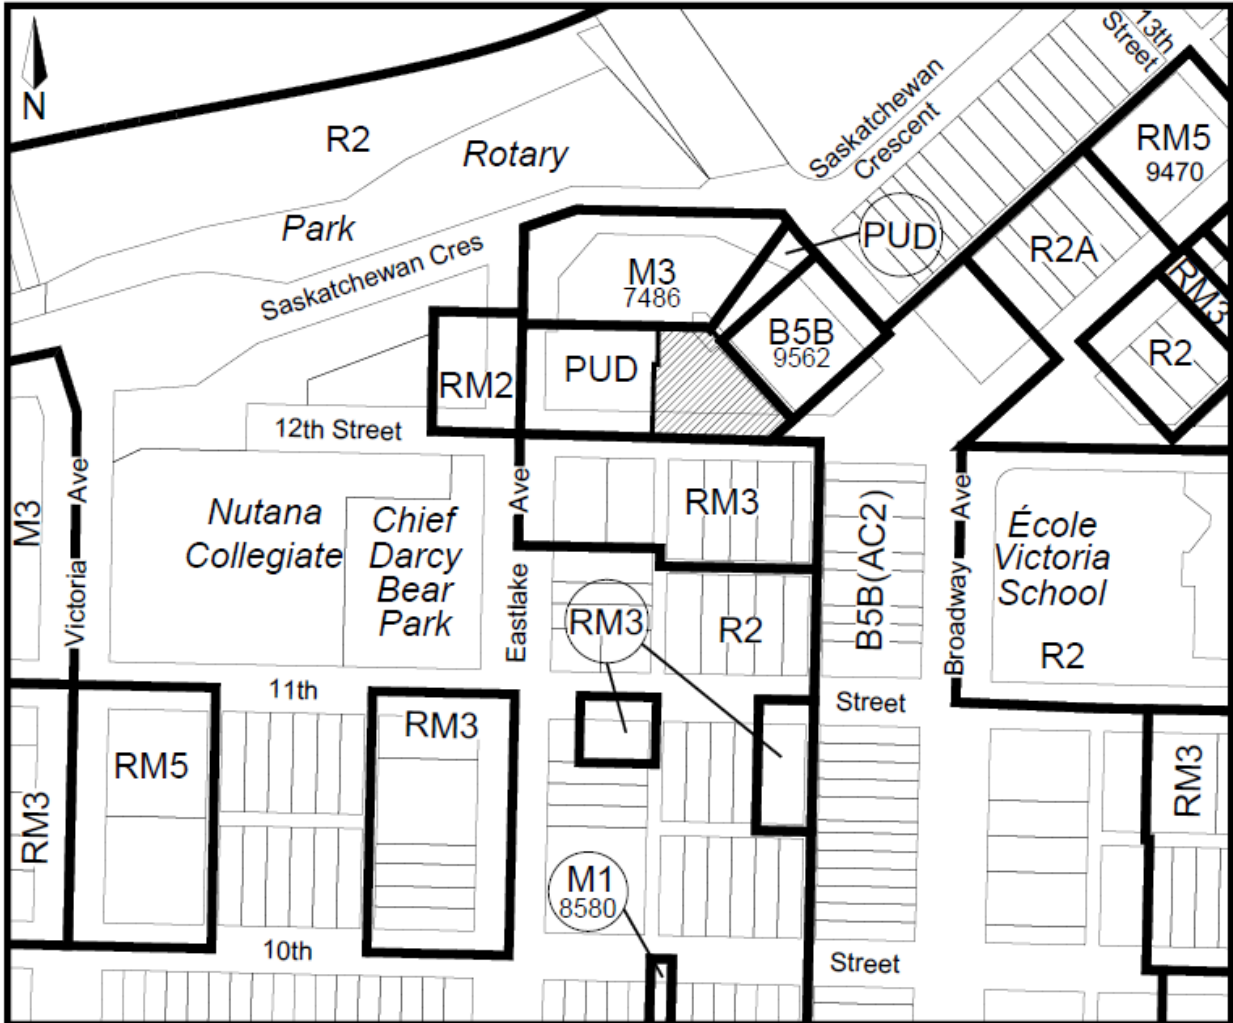 13th
Street
N
R2
Rotary
Saskatchewan
Crescent
RM5
9470
Park
Saskatchewan Cres
PUD
R2A
M3
7486
RM3
B5B
9562
R2
PUD
RM2
12th Street
M3
Victoria Ave
Nutana
Collegiate
Chief
Darcy
Bear
Park
Eastlake Ave
RM3
B5B(AC2)
Broadway Ave
École
Victoria
School
RM3
R2
R2
11th
Street
RM5
RM3
RM3
RM3
M1
8580
10th
Street